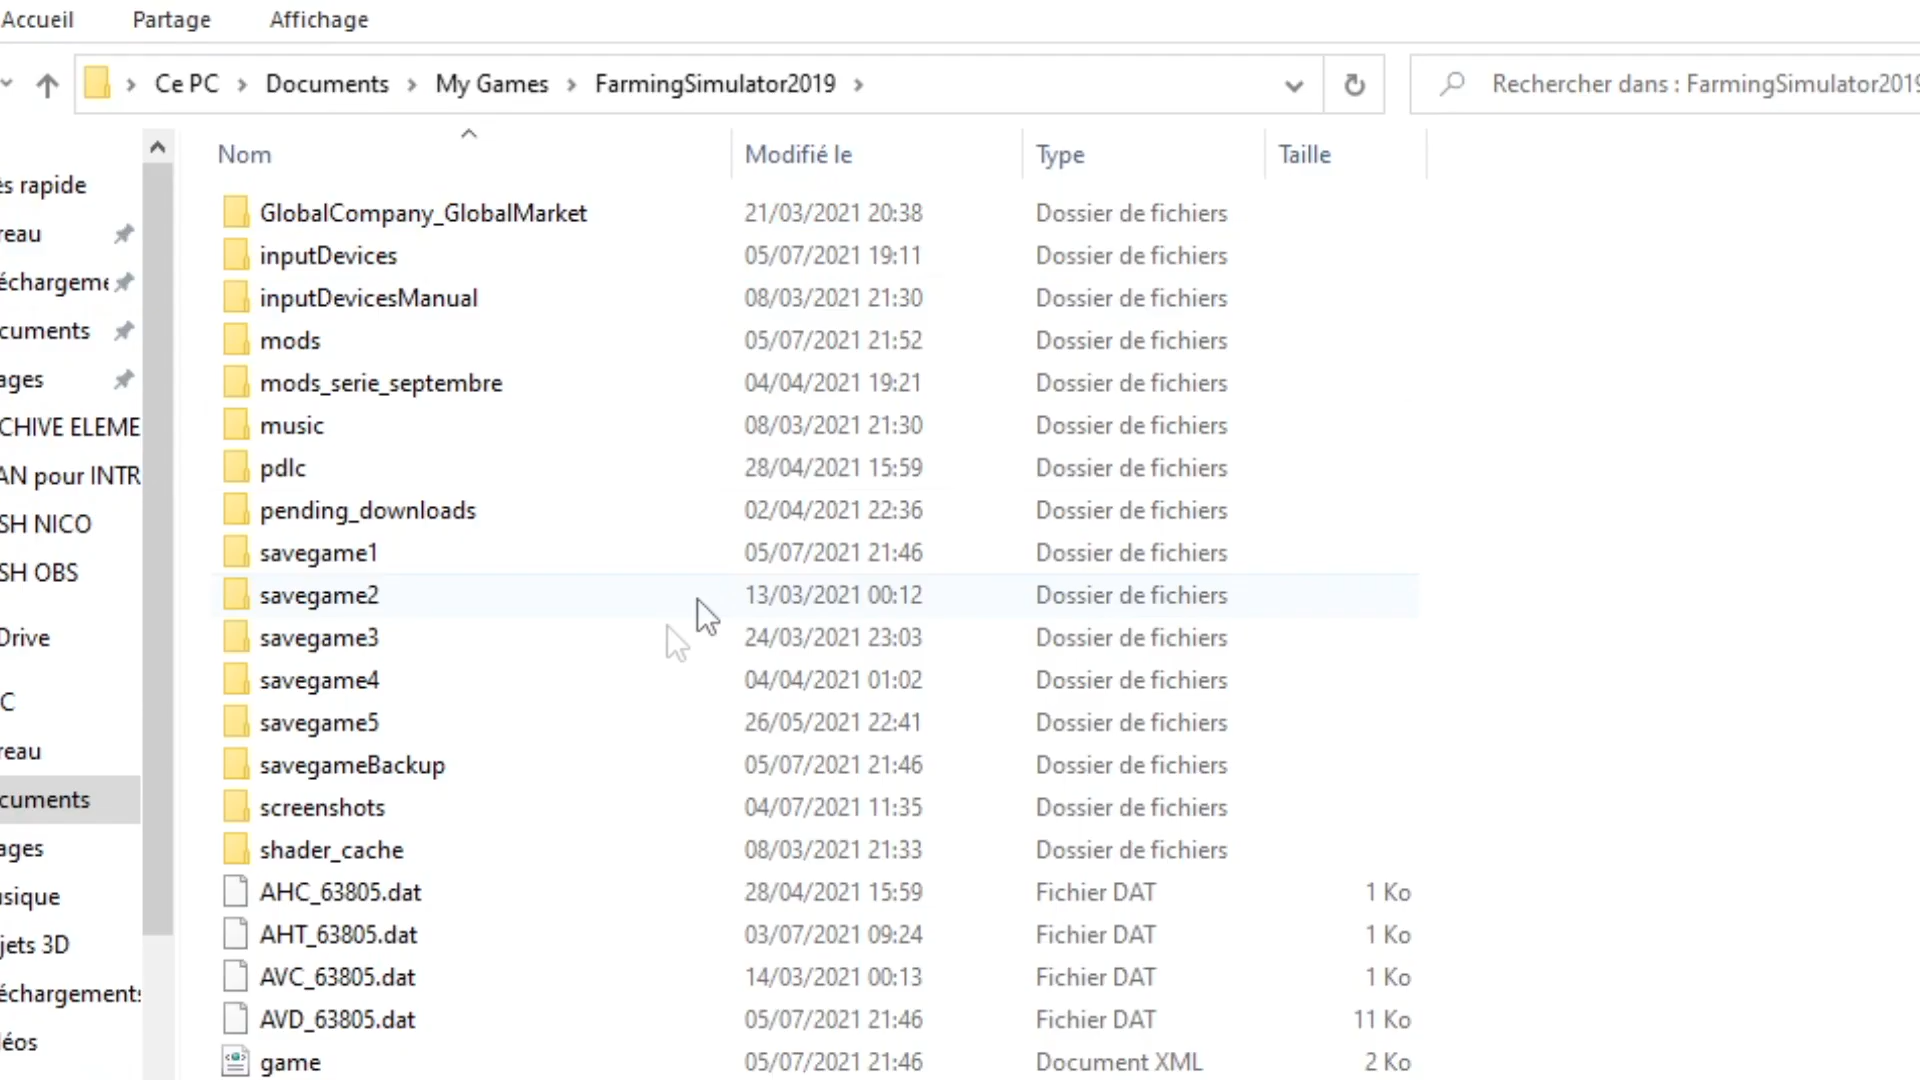 Accueil Partage Affichage
Ce PC > Documents > My Games > FarmingSimulator2019 >
Rechercher dans : FarmingSimulator2019
Nom Modifié le Type Taille
ès rapide
reau
échargeme
cuments
ages
CHIVE ELEME
AN pour INTR
SH NICO
SH OBS
Drive
C
reau
cuments
ages
usique
jets 3D
échargements
léos
GlobalCompany_GlobalMarket 21/03/2021 20:38 Dossier de fichiers
inputDevices 05/07/2021 19:11 Dossier de fichiers
inputDevicesManual 08/03/2021 21:30 Dossier de fichiers
mods 05/07/2021 21:52 Dossier de fichiers
mods_serie_septembre 04/04/2021 19:21 Dossier de fichiers
music 08/03/2021 21:30 Dossier de fichiers
pdlc 28/04/2021 15:59 Dossier de fichiers
pending_downloads 02/04/2021 22:36 Dossier de fichiers
savegame1 05/07/2021 21:46 Dossier de fichiers
savegame2 13/03/2021 00:12 Dossier de fichiers
savegame3 24/03/2021 23:03 Dossier de fichiers
savegame4 04/04/2021 01:02 Dossier de fichiers
savegame5 26/05/2021 22:41 Dossier de fichiers
savegameBackup 05/07/2021 21:46 Dossier de fichiers
screenshots 04/07/2021 11:35 Dossier de fichiers
shader_cache 08/03/2021 21:33 Dossier de fichiers
AHC_63805.dat 28/04/2021 15:59 Fichier DAT 1 Ko
AHT_63805.dat 03/07/2021 09:24 Fichier DAT 1 Ko
AVC_63805.dat 14/03/2021 00:13 Fichier DAT 1 Ko
AVD_63805.dat 05/07/2021 21:46 Fichier DAT 11 Ko
game 05/07/2021 21:46 Document XML 2 Ko